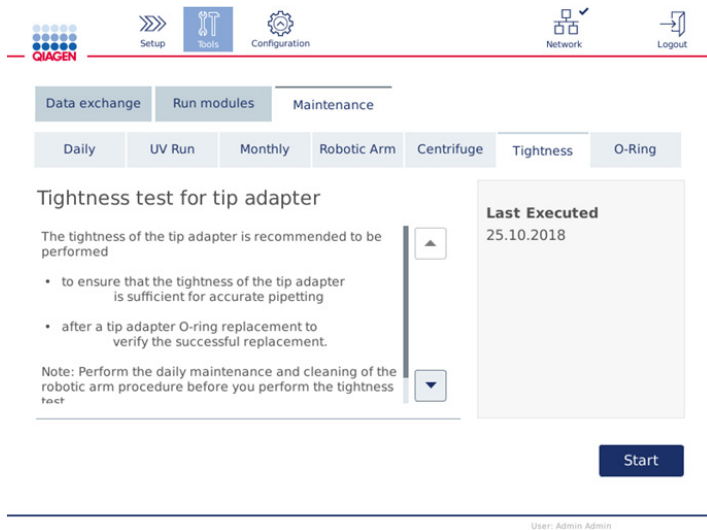 Setup
Tools
Configuration
Network
Logout
QIAGEN
Data exchange
Run modules
Maintenance
Daily
UV Run
Monthly
Robotic Arm
Centrifuge
Tightness
O-Ring
Tightness test for tip adapter
The tightness of the tip adapter is recommended to be
performed
• to ensure that the tightness of the tip adapter
is sufficient for accurate pipetting
• after a tip adapter O-ring replacement to
verify the successful replacement.
Note: Perform the daily maintenance and cleaning of the
robotic arm procedure before you perform the tightness
test
Last Executed
25.10.2018
Start
User: Admin Admin